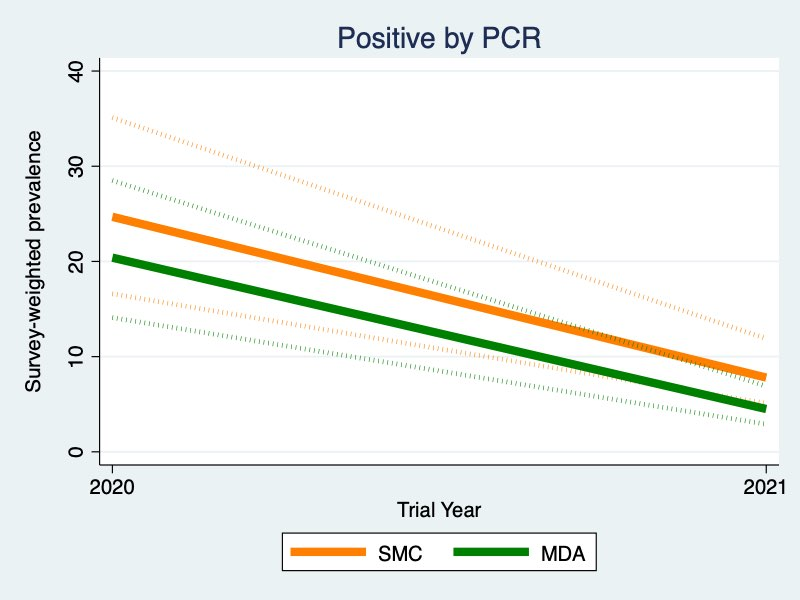 Positive by PCR
Survey-weighted prevalence
40
30
20
10
0
2020 2021
Trial Year
SMC MDA